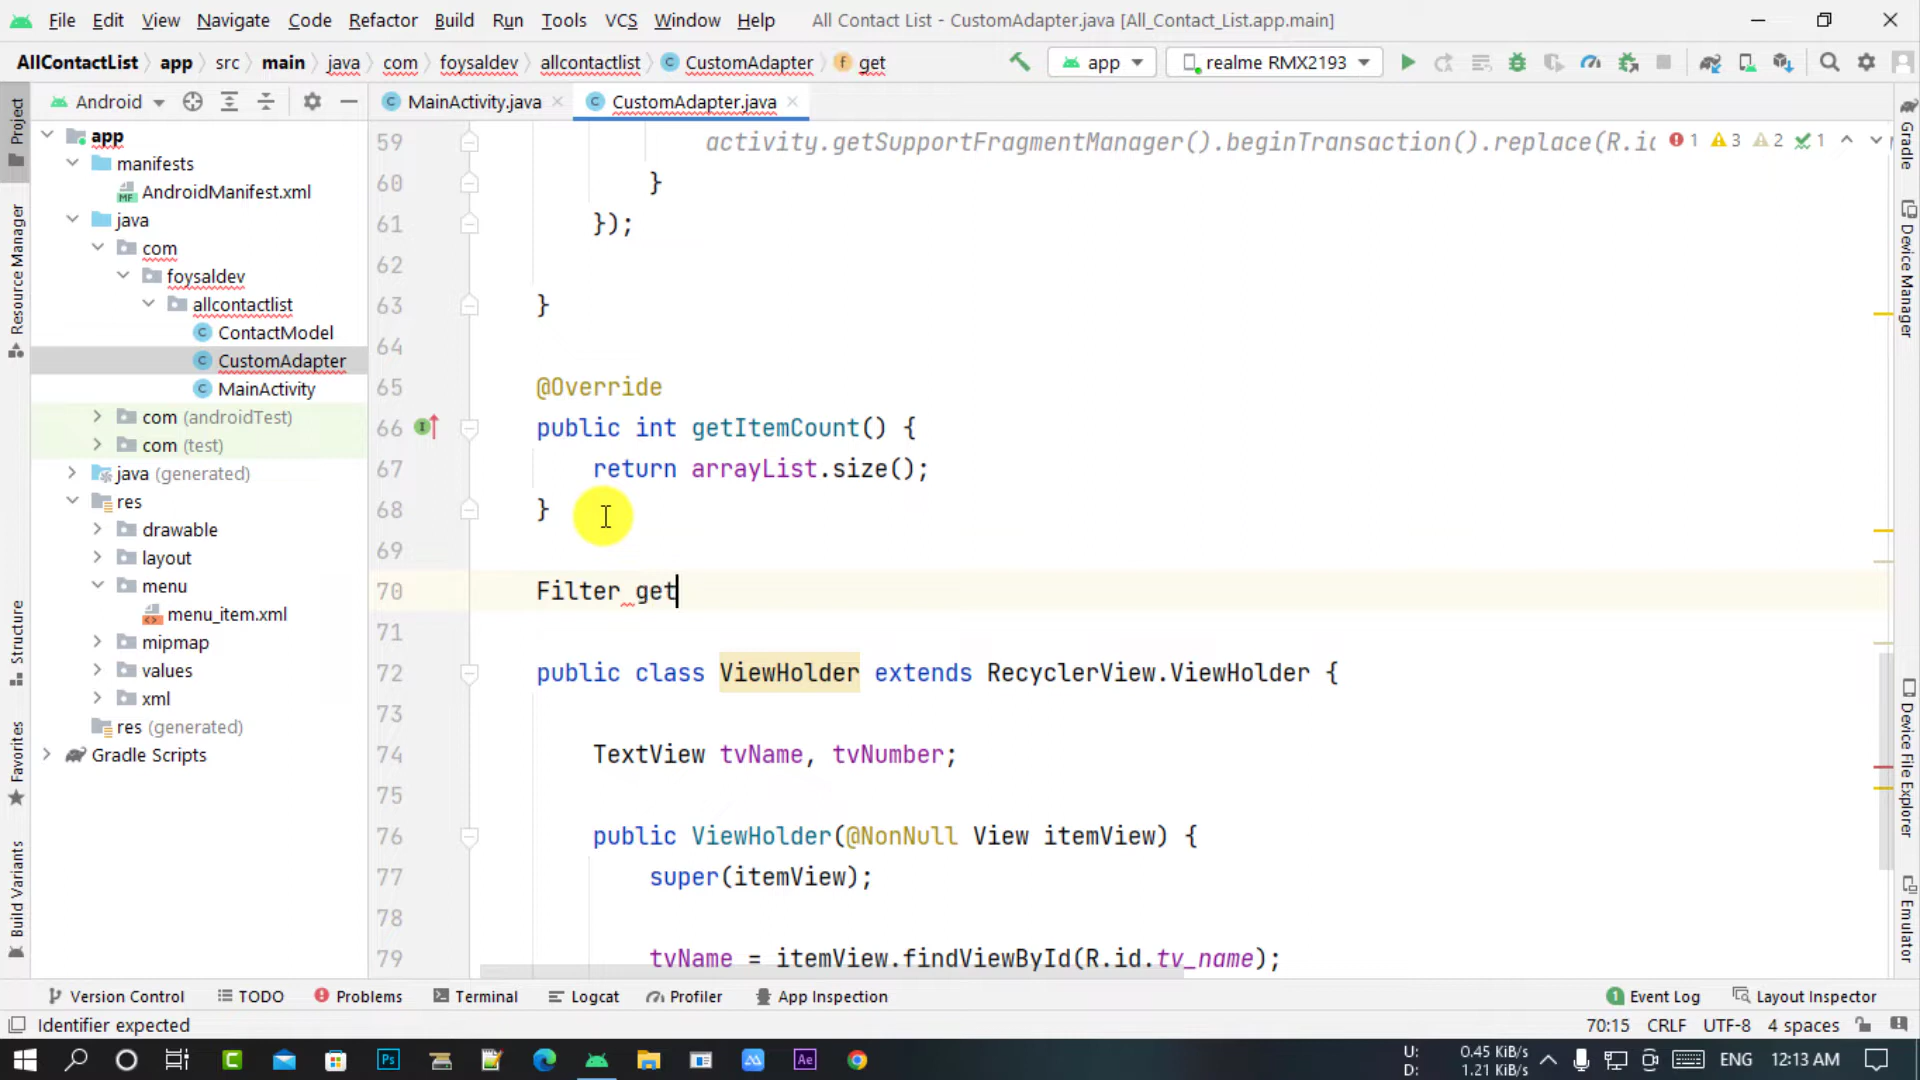 File Edit View Navigate Code Refactor Build Run Tools VCS Window Help All Contact List - CustomAdapter.java [All_Contact_List.app.main]
AllContactList app src main java com foysaldev allcontactlist CustomAdapter get app realme RMX2193
Android MainActivity.java CustomAdapter.java
Project
Resource Manager
Structure
Favorites
Build Variants
app
manifests
AndroidManifest.xml
java
com
foysaldev
allcontactlist
ContactModel
CustomAdapter
MainActivity
com (androidTest)
com (test)
java (generated)
res
drawable
layout
menu
menu_item.xml
mipmap
values
xml
res (generated)
Gradle Scripts
59 activity.getSupportFragmentManager().beginTransaction().replace(R.id 1 3 2 1
60 }
61 });
62
63 }
64
65 @Override
66 public int getItemCount() {
67 return arrayList.size();
68 }
69
70 Filter get
71
72 public class ViewHolder extends RecyclerView.ViewHolder {
73
74 TextView tvName, tvNumber;
75
76 public ViewHolder(@NonNull View itemView) {
77 super(itemView);
78
79 tvName = itemView.findViewById(R.id.tv_name);
Gradle
Device Manager
Device File Explorer
Emulator
Version Control TODO Problems Terminal Logcat Profiler App Inspection 1 Event Log Layout Inspector
Identifier expected 70:15 CRLF UTF-8 4 spaces
Ps Ae U: 0.45 KiB/s ENG 12:13 AM
D: 1.21 KiB/s